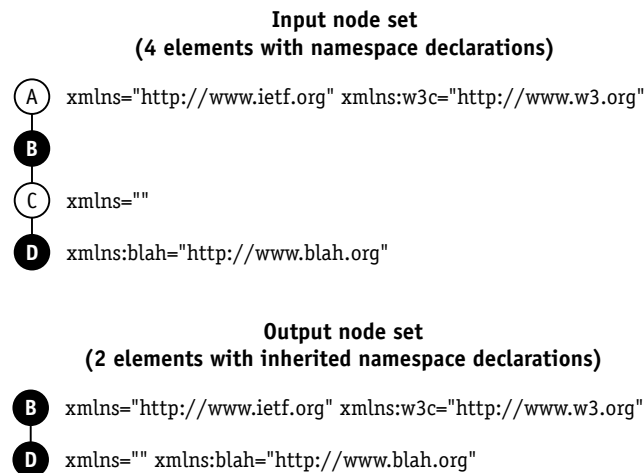 Input node set
(4 elements with namespace declarations)
A xmlns="http://www.ietf.org" xmlns:w3c="http://www.w3.org"
B
C xmlns=""
D xmlns:blah="http://www.blah.org"
Output node set
(2 elements with inherited namespace declarations)
B xmlns="http://www.ietf.org" xmlns:w3c="http://www.w3.org"
D xmlns="" xmlns:blah="http://www.blah.org"